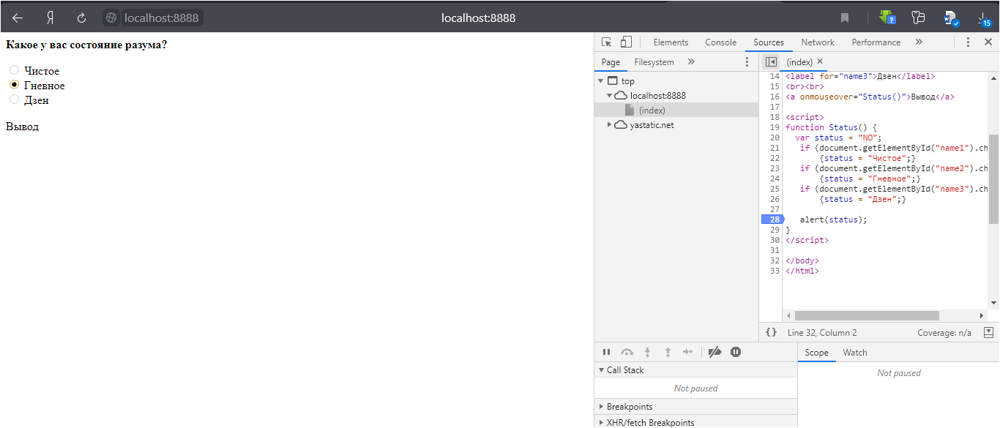 Я localhost:8888 localhost:8888 15
Какое у вас состояние разума?
Чистое
Гневное
Дзен
Вывод
Elements Console Sources Network Performance »
Page Filesystem »
top
localhost:8888
(index)
yastatic.net
(index) ×
14 <label for="name3">Дзен</label>
15 <br><br>
16 <a onmouseover="Status()">Вывод</a>
17
18 <script>
19 function Status() {
20 var status = "NO";
21 if (document.getElementById("name1").ch
22 {status = "Чистое";}
23 if (document.getElementById("name2").ch
24 {status = "Гневное";}
25 if (document.getElementById("name3").ch
26 {status = "Дзен";}
27
28 alert(status);
29 }
30 </script>
31
32 </body>
33 </html>
{} Line 32, Column 2 Coverage: n/a
Call Stack
Not paused
Breakpoints
XHR/fetch Breakpoints
Scope Watch
Not paused